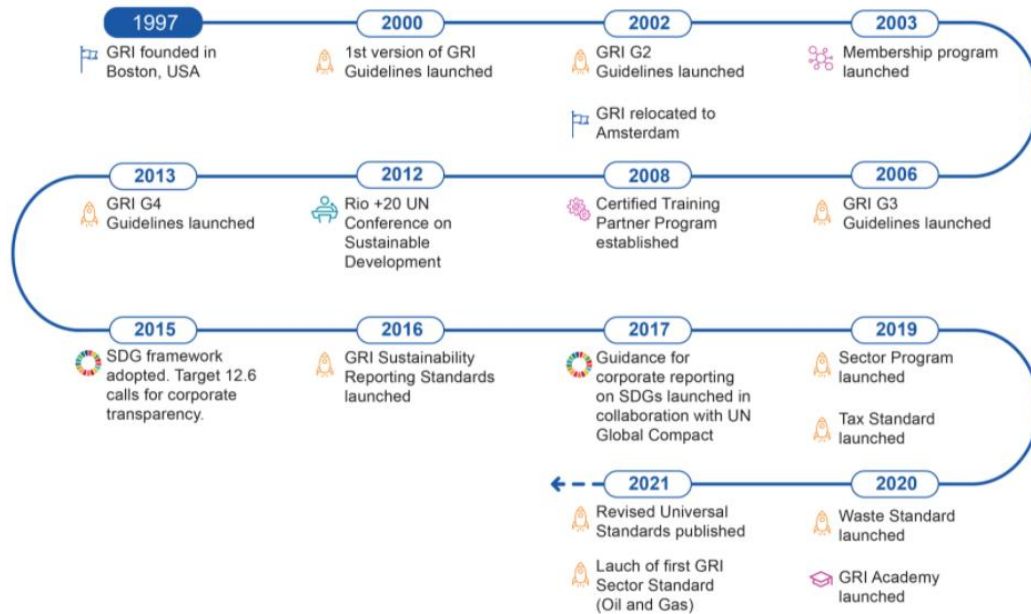 1997
GRI founded in
Boston, USA
2000
1st version of GRI
Guidelines launched
2002
GRI G2
Guidelines launched
GRI relocated to
Amsterdam
2003
Membership program
launched
2006
GRI G3
Guidelines launched
2008
Certified Training
Partner Program
established
2012
Rio +20 UN
Conference on
Sustainable
Development
2013
GRI G4
Guidelines launched
2015
SDG framework
adopted. Target 12.6
calls for corporate
transparency.
2016
GRI Sustainability
Reporting Standards
launched
2017
Guidance for
corporate reporting
on SDGs launched in
collaboration with UN
Global Compact
2019
Sector Program
launched
Tax Standard
launched
2020
Waste Standard
launched
GRI Academy
launched
2021
Revised Universal
Standards published
Lauch of first GRI
Sector Standard
(Oil and Gas)